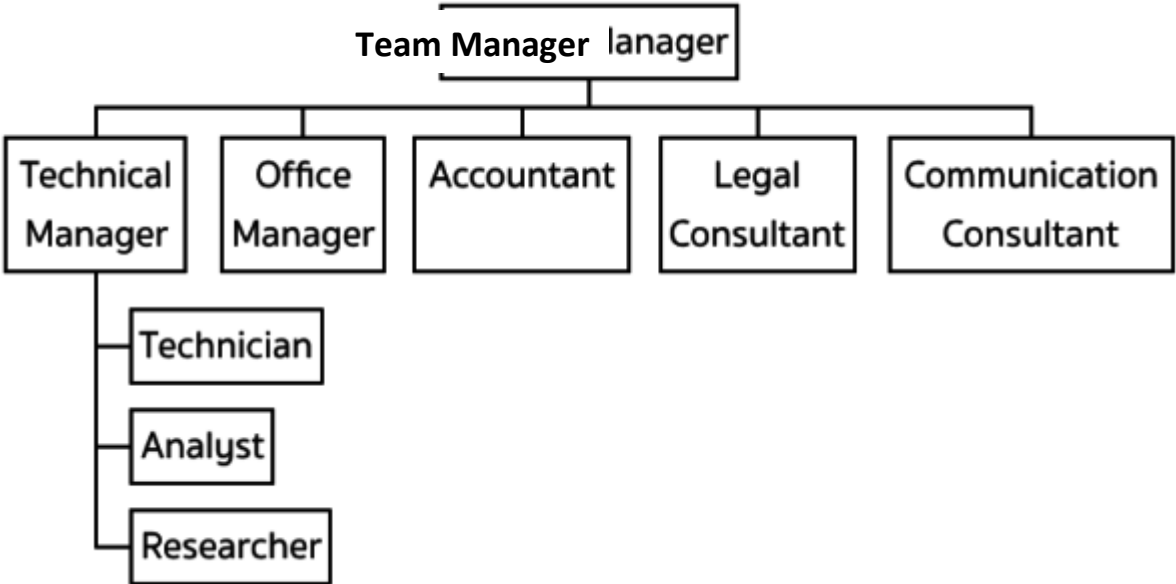 Team Manager lanager
Technical
Manager
Office
Manager
Accountant
Legal
Consultant
Communication
Consultant
Technician
Analyst
Researcher